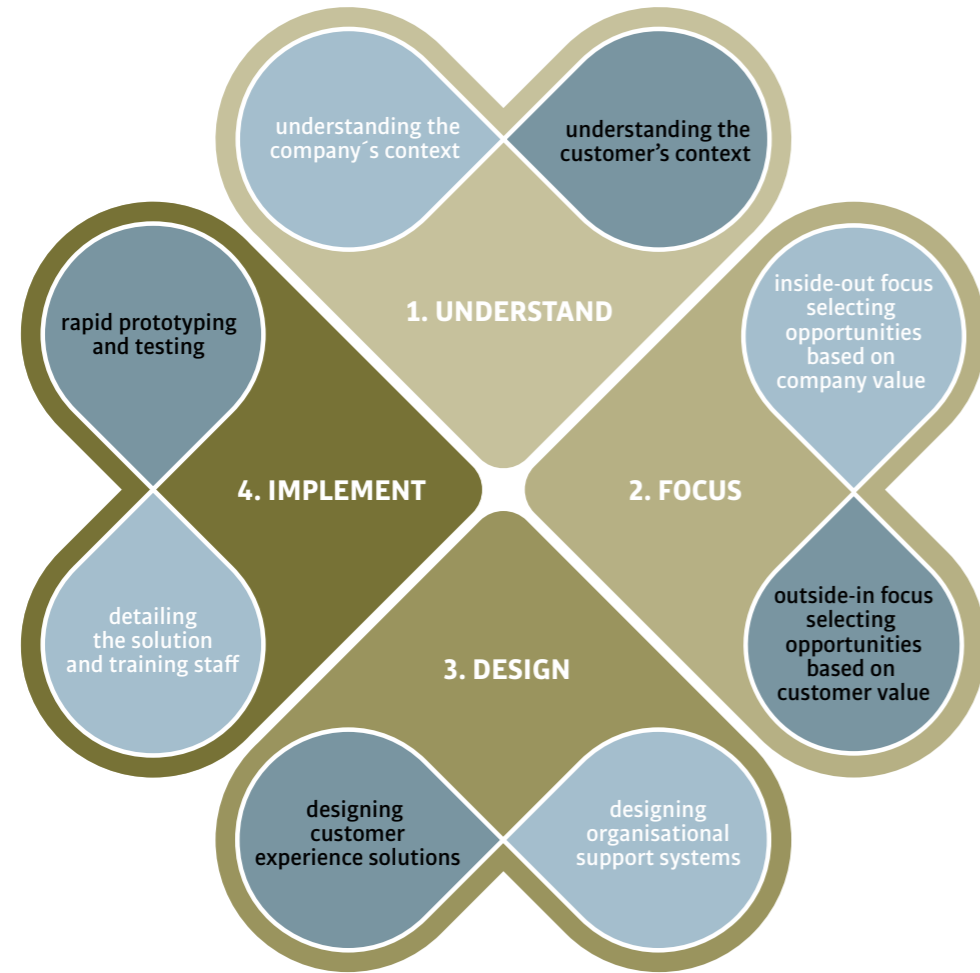 understanding the
company´s context
understanding the
customer’s context
1. UNDERSTAND
inside-out focus
selecting
opportunities
based on
company value
2. FOCUS
outside-in focus
selecting
opportunities
based on
customer value
3. DESIGN
designing
organisational
support systems
designing
customer
experience solutions
4. IMPLEMENT
detailing
the solution
and training staff
rapid prototyping
and testing